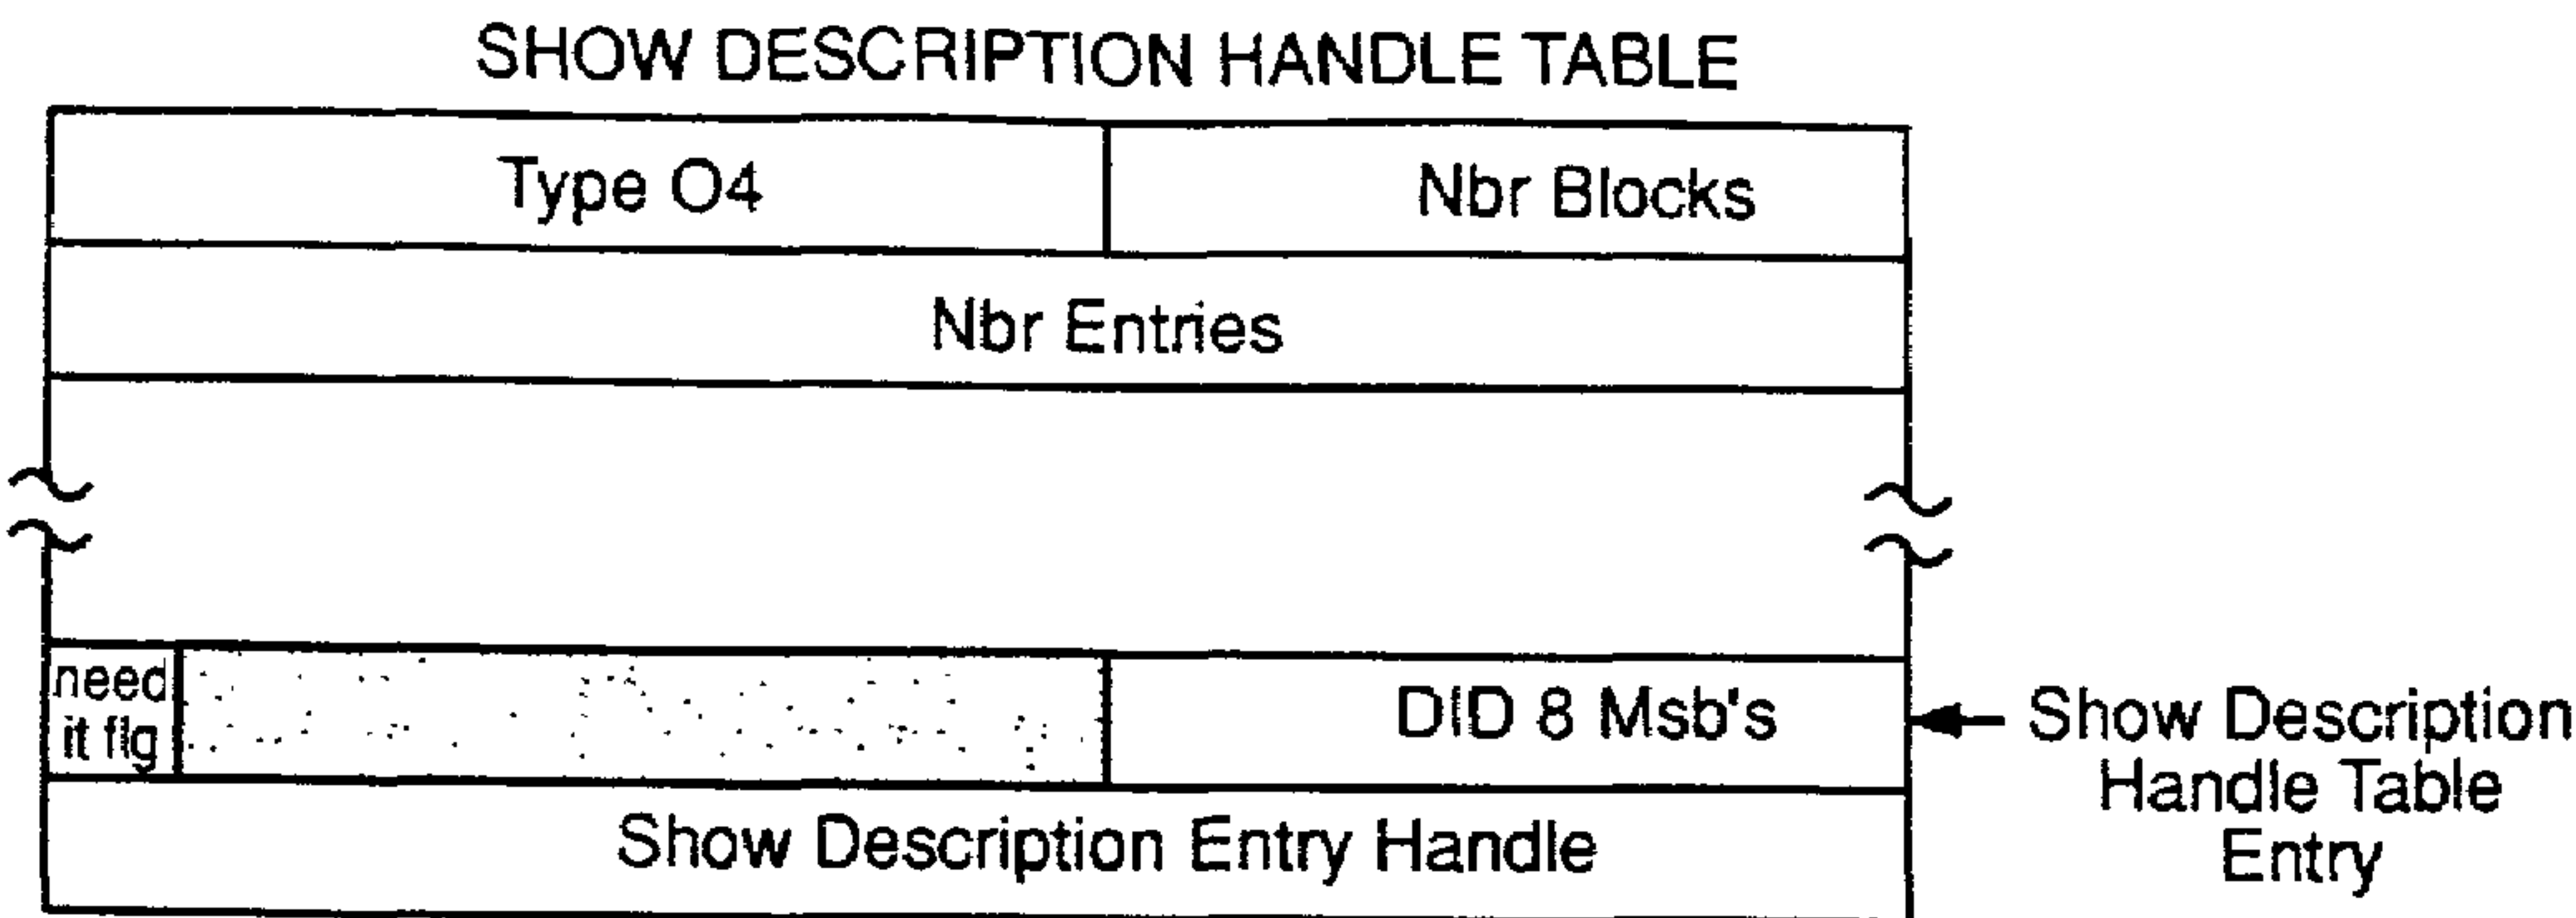 SHOW DESCRIPTION HANDLE TABLE
Type O4
Nbr Blocks
Nbr Entries
need
it flg
DID 8 Msb's
Show Description
Handle Table
Entry
Show Description Entry Handle